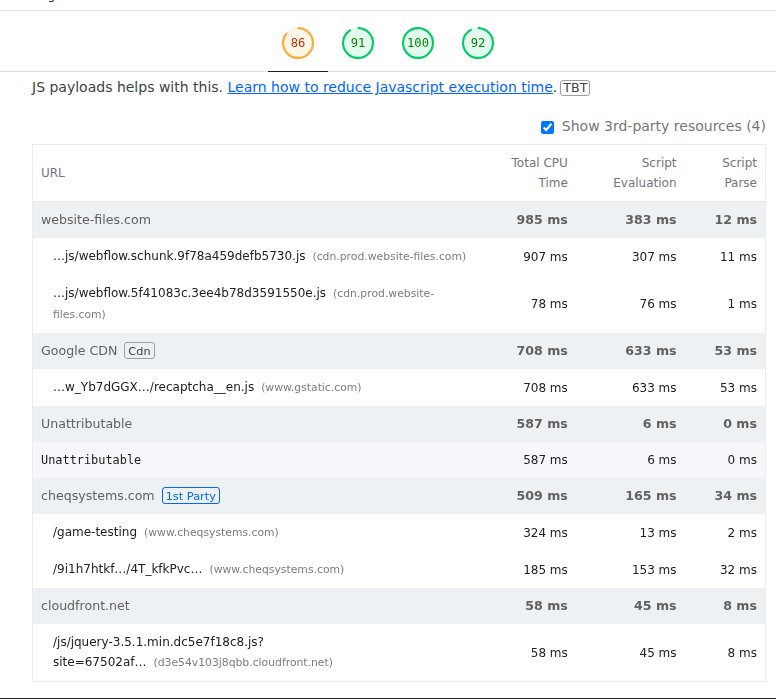 86 91 100 92
JS payloads helps with this. Learn how to reduce Javascript execution time. TBT
Show 3rd-party resources (4)
URL Total CPU Time Script Evaluation Script Parse
website-files.com 985 ms 383 ms 12 ms
…js/webflow.schunk.9f78a459defb5730.js (cdn.prod.website-files.com) 907 ms 307 ms 11 ms
…js/webflow.5f41083c.3ee4b78d3591550e.js (cdn.prod.website-
files.com) 78 ms 76 ms 1 ms
Google CDN Cdn 708 ms 633 ms 53 ms
…w_Yb7dGGX…/recaptcha__en.js (www.gstatic.com) 708 ms 633 ms 53 ms
Unattributable 587 ms 6 ms 0 ms
Unattributable 587 ms 6 ms 0 ms
cheqsystems.com 1st Party 509 ms 165 ms 34 ms
/game-testing (www.cheqsystems.com) 324 ms 13 ms 2 ms
/9i1h7htkf…/4T_kfkPvc… (www.cheqsystems.com) 185 ms 153 ms 32 ms
cloudfront.net 58 ms 45 ms 8 ms
/js/jquery-3.5.1.min.dc5e7f18c8.js?
site=67502af… (d3e54v103j8qbb.cloudfront.net) 58 ms 45 ms 8 ms